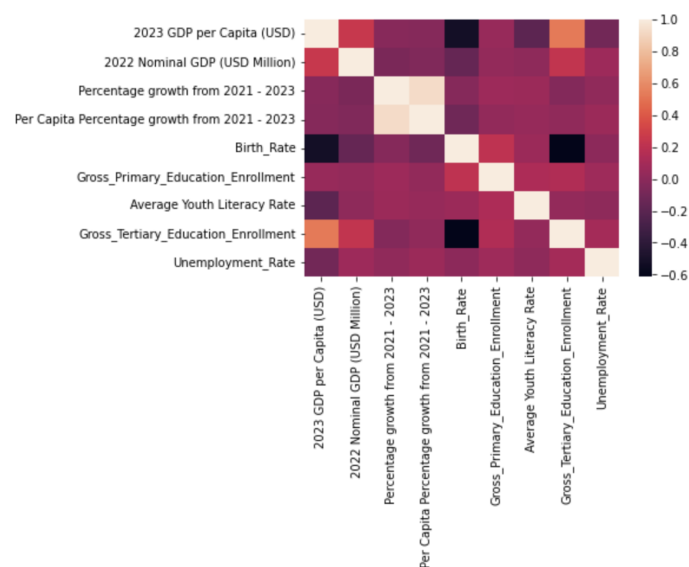 2023 GDP per Capita (USD)
2022 Nominal GDP (USD Million)
Percentage growth from 2021 - 2023
Per Capita Percentage growth from 2021 - 2023
Birth_Rate
Gross_Primary_Education_Enrollment
Average Youth Literacy Rate
Gross_Tertiary_Education_Enrollment
Unemployment_Rate
1.0
0.8
0.6
0.4
0.2
0.0
−0.2
−0.4
−0.6
2023 GDP per Capita (USD)
2022 Nominal GDP (USD Million)
Percentage growth from 2021 - 2023
Per Capita Percentage growth from 2021 - 2023
Birth_Rate
Gross_Primary_Education_Enrollment
Average Youth Literacy Rate
Gross_Tertiary_Education_Enrollment
Unemployment_Rate